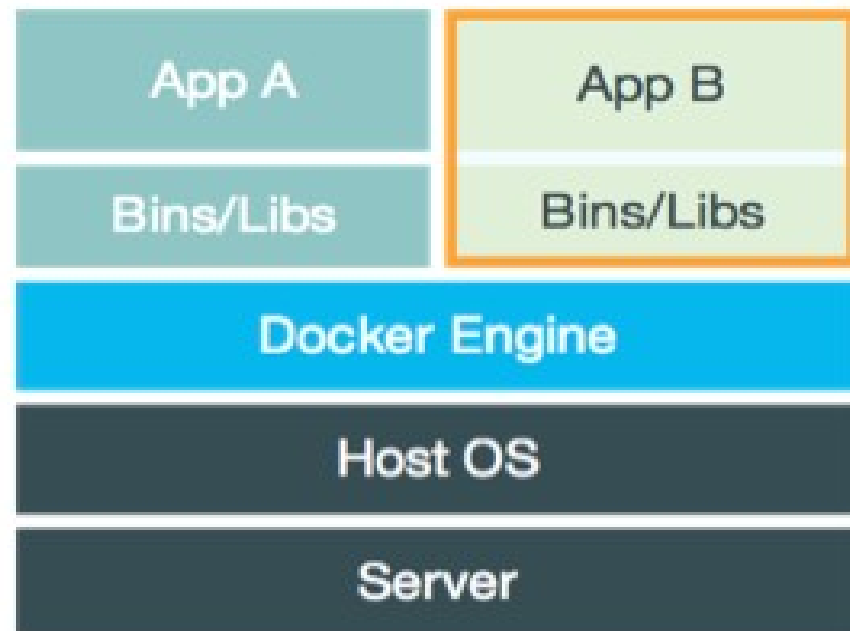 App A
App B
Bins/Libs
Bins/Libs
Docker Engine
Host OS
Server